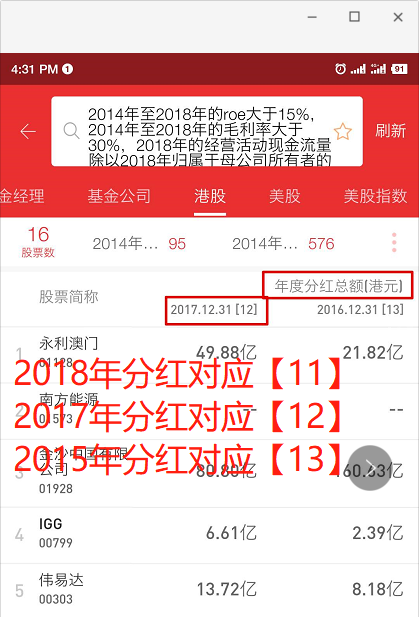 4:31 PM 1
91
2014年至2018年的roe大于15%,
2014年至2018年的毛利率大于
30%，2018年的经营活动现金流量
除以2018年归属于母公司所有者的
刷新
金经理 基金公司 港股 美股 美股指数
16 2014年... 95 2014年... 576
股票数
股票简称 年度分红总额(港元)
2017.12.31 [12] 2016.12.31 [13]
1 永利澳门 49.88亿 21.82亿
01128
2018年分红对应【11】
2 南方能源 -- --
01573
2017年分红对应【12】
3 金沙中国有限
公司
01928
2015年分红对应【13】
4 IGG 6.61亿 2.39亿
00799
5 伟易达 13.72亿 8.18亿
00303